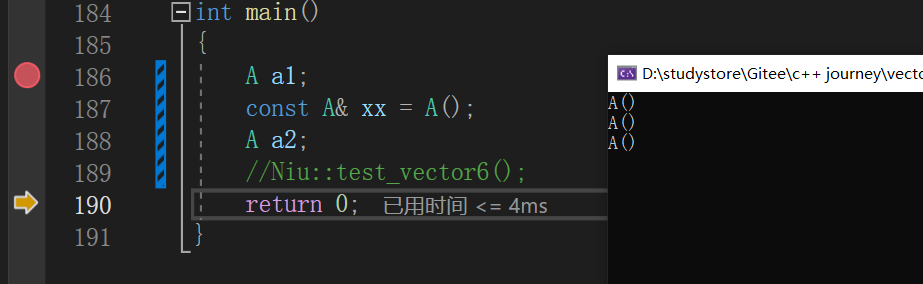 184 int main()
185 {
186 A a1;
187 const A& xx = A();
188 A a2;
189 //Niu::test_vector6();
190 return 0; 已用时间 <= 4ms
191 }
D:\studystore\Gitee\c++ journey\vecto
A()
A()
A()